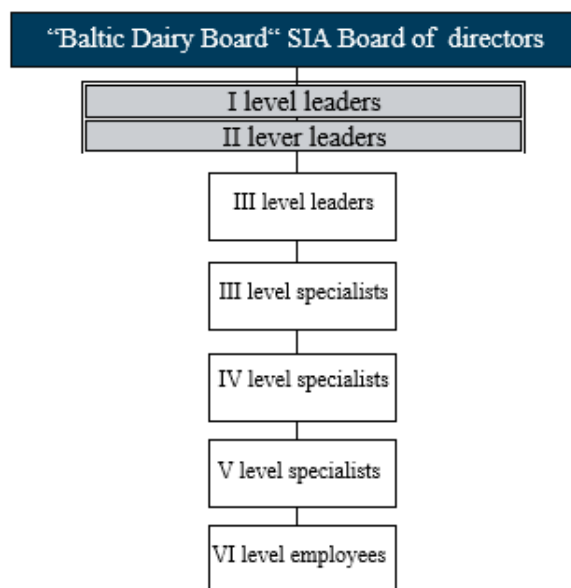 “Baltic Dairy Board“ SIA Board of directors
I level leaders
II lever leaders
III level leaders
III level specialists
IV level specialists
V level specialists
VI level employees